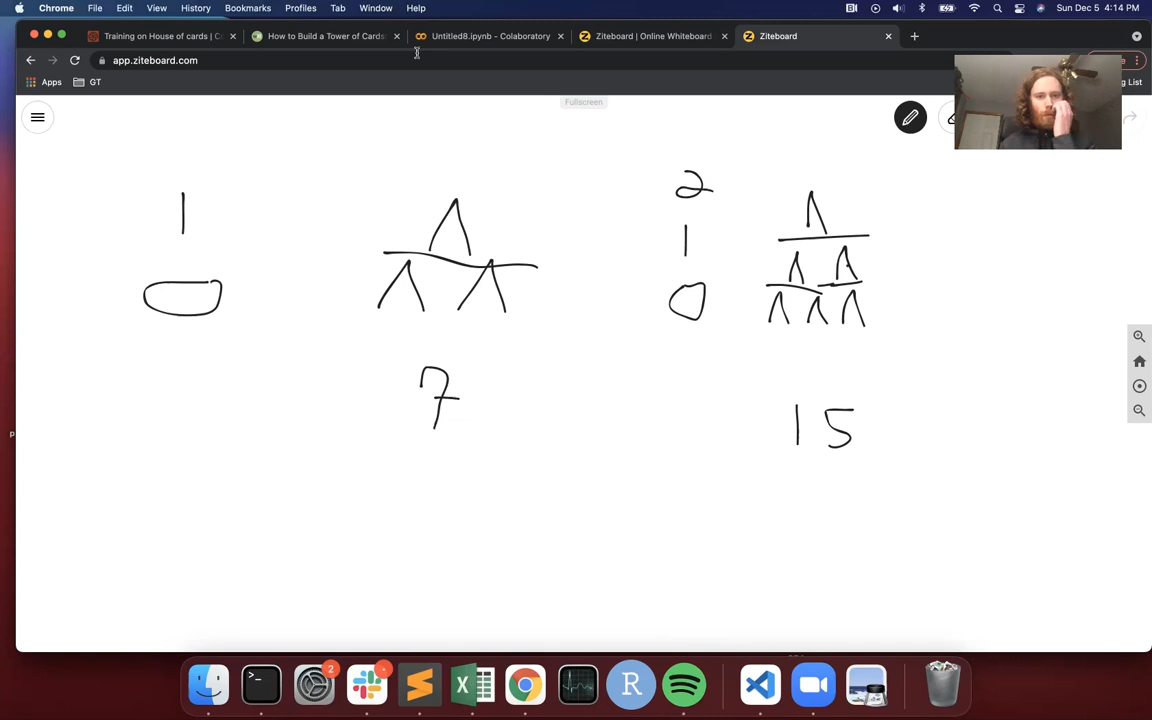 Chrome File Edit View History Bookmarks Profiles Tab Window Help
Sun Dec 5 4:14 PM
Training on House of cards | C
How to Build a Tower of Cards:
Untitled8.ipynb - Colaboratory
Ziteboard | Online Whiteboard
Ziteboard
app.ziteboard.com
Apps
GT
Fullscreen
1
0
7
2
1
0
15
2
R